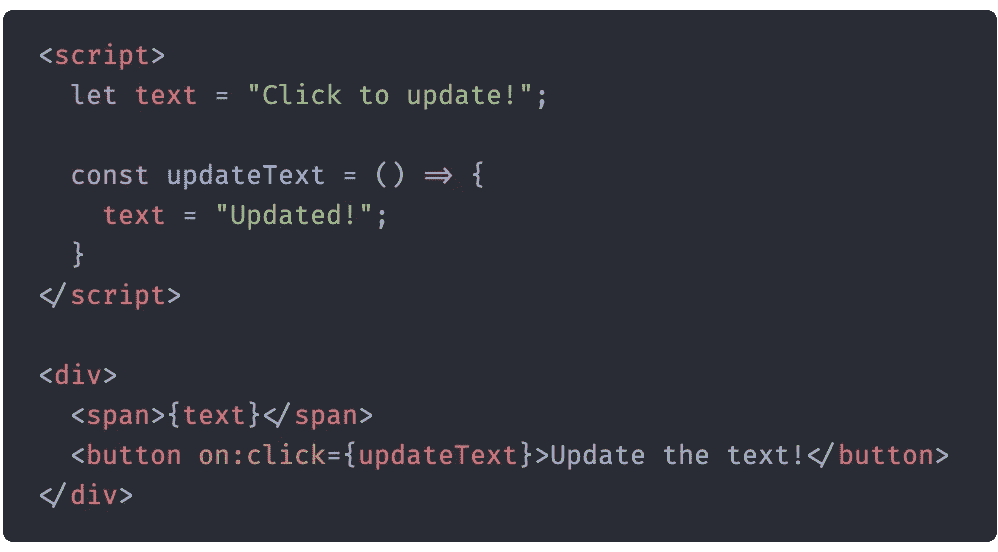 <script>
  let text = "Click to update!";

  const updateText = () => {
    text = "Updated!";
  }
</script>

<div>
  <span>{text}</span>
  <button on:click={updateText}>Update the text!</button>
</div>